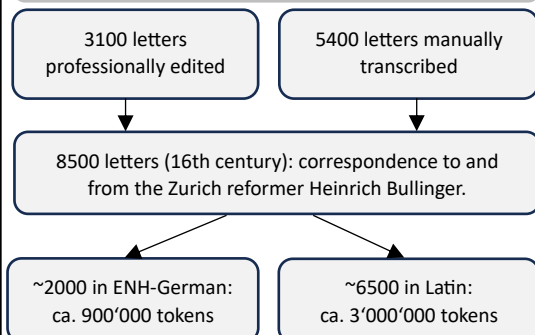 3100 letters
professionally edited
5400 letters manually
transcribed
8500 letters (16th century): correspondence to and
from the Zurich reformer Heinrich Bullinger.
~2000 in ENH-German:
ca. 900‘000 tokens
~6500 in Latin:
ca. 3‘000‘000 tokens